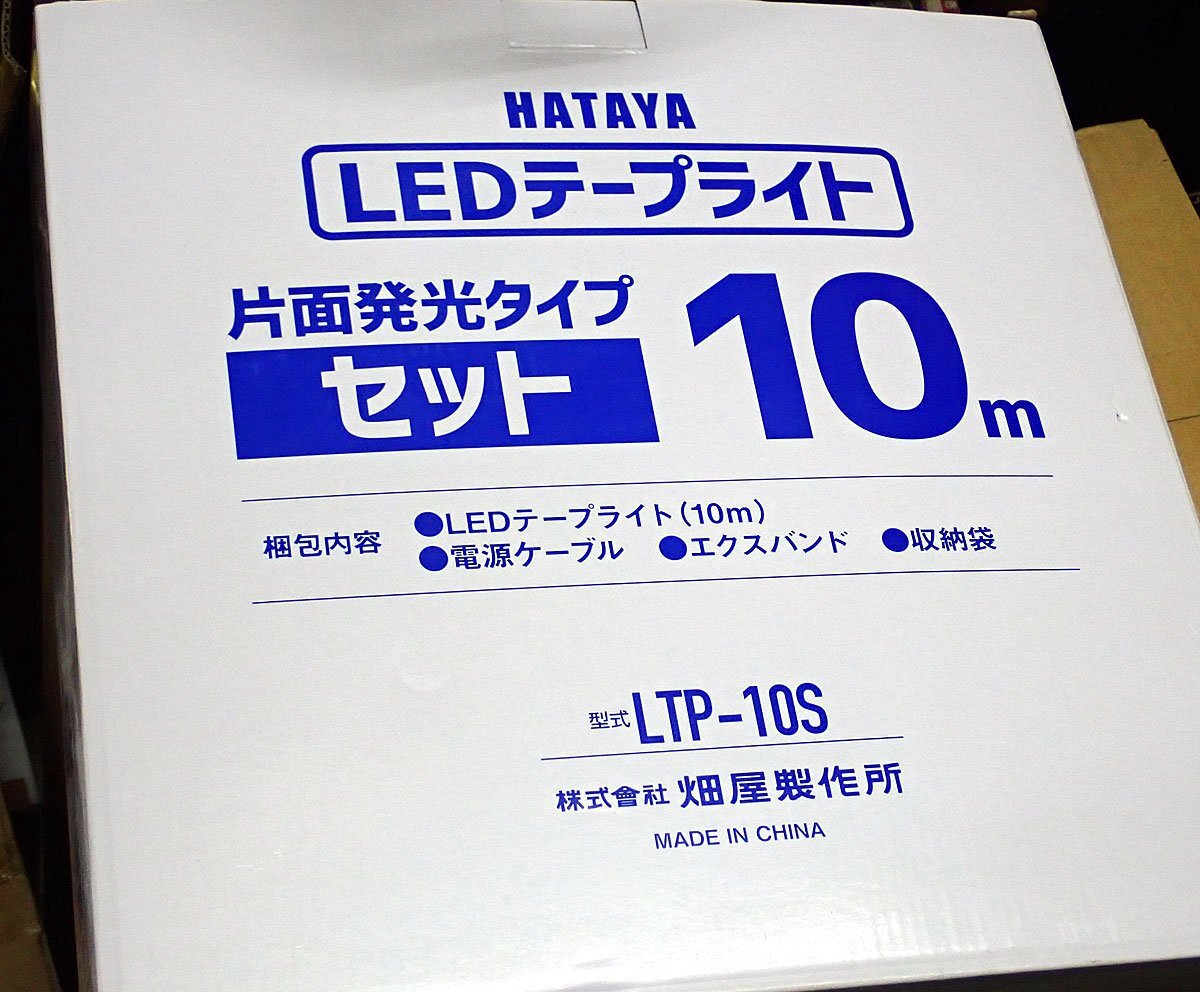 HATAYA
LEDテープライト
片面発光タイプ
セット
10m
梱包内容
●LEDテープライト(10m)
●電源ケーブル ●エクスバンド ●収納袋
型式 LTP-10S
株式會社 畑屋製作所
MADE IN CHINA